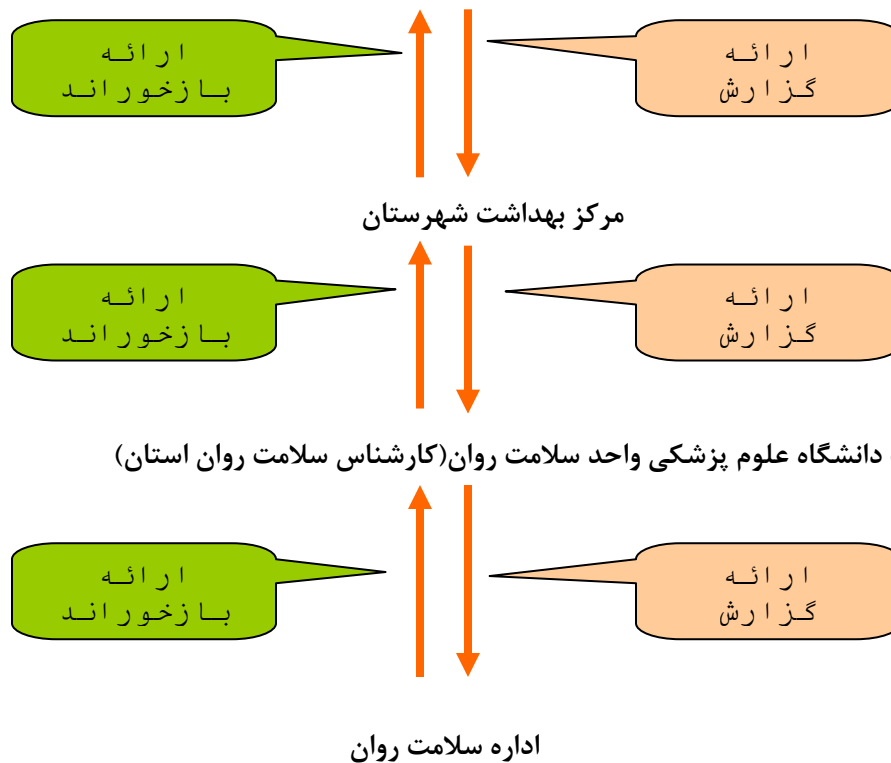 ارائه
گزارش
ارائه
بازخوراند
مرکز بهداشت شهرستان
ارائه
گزارش
ارائه
بازخوراند
دانشگاه علوم پزشکی واحد سلامت روان(کارشناس سلامت روان استان)
ارائه
گزارش
ارائه
بازخوراند
اداره سلامت روان